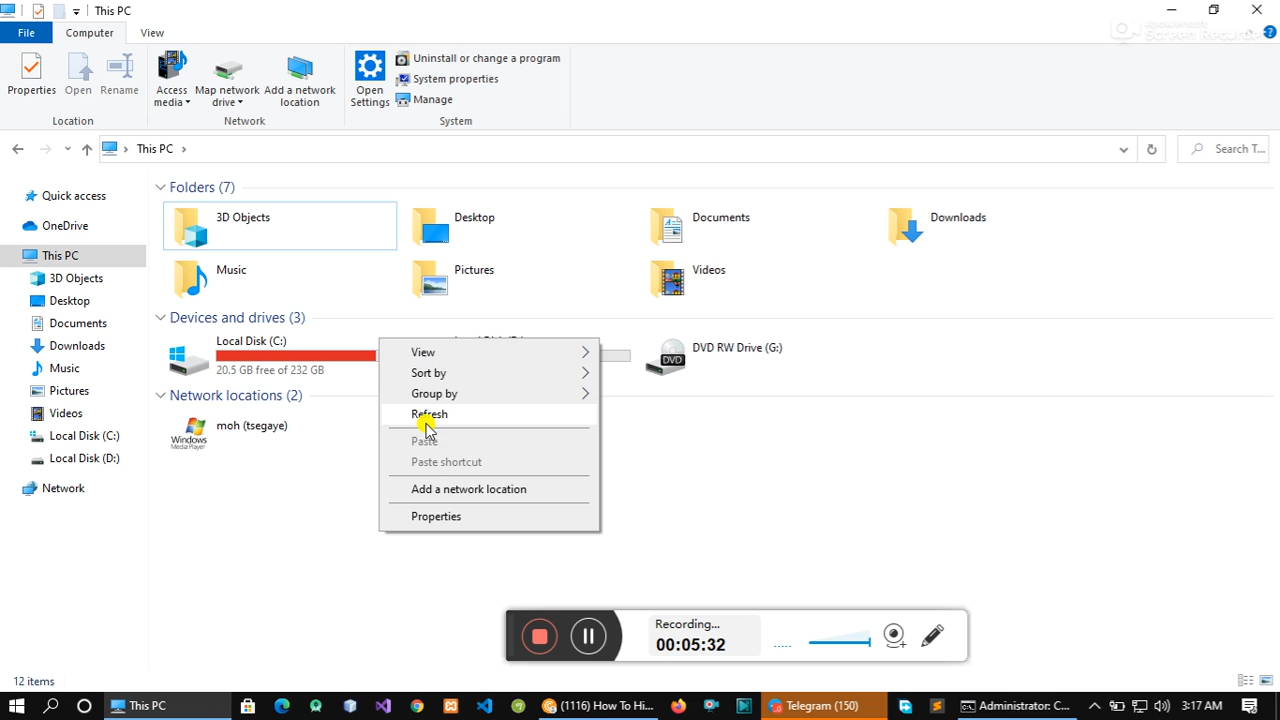 This PC
File
Computer
View
Apowersoft
Screen Recorder
Properties
Open
Rename
Access
media
Map network
drive
Add a network
location
Open
Settings
Uninstall or change a program
System properties
Manage
Location
Network
System
This PC
Search T...
Quick access
OneDrive
This PC
3D Objects
Desktop
Documents
Downloads
Music
Pictures
Videos
Local Disk (C:)
Local Disk (D:)
Network
Folders (7)
3D Objects
Desktop
Documents
Downloads
Music
Pictures
Videos
Devices and drives (3)
Local Disk (C:)
20.5 GB free of 232 GB
DVD RW Drive (G:)
DVD
Network locations (2)
moh (tsegaye)
Windows
Media Player
View
Sort by
Group by
Refresh
Paste
Paste shortcut
Add a network location
Properties
Recording...
00:05:32
12 items
This PC
(1116) How To Hi...
Telegram (150)
Administrator: C...
3:17 AM